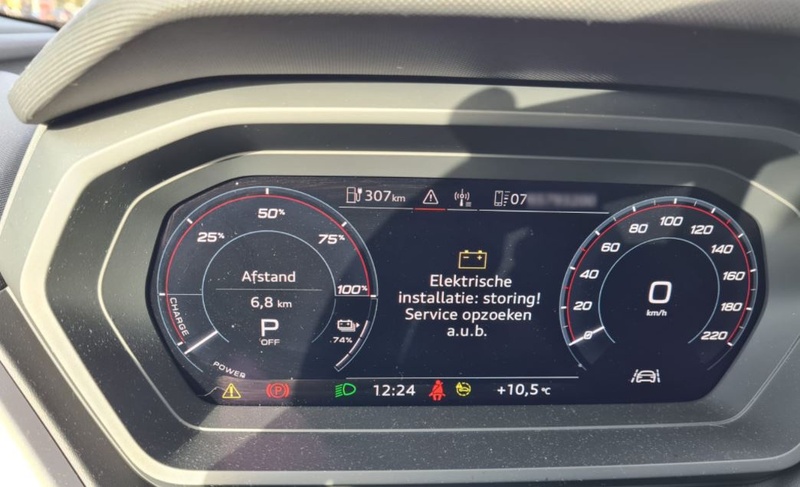 307km
07
50%
25%
75%
100%
Afstand
6,8 km
P
OFF
74%
CHARGE
POWER
Elektrische
installatie: storing!
Service opzoeken
a.u.b.
0
20
40
60
80
100
120
140
160
180
220
0
km/h
P
12:24
+10,5 °C